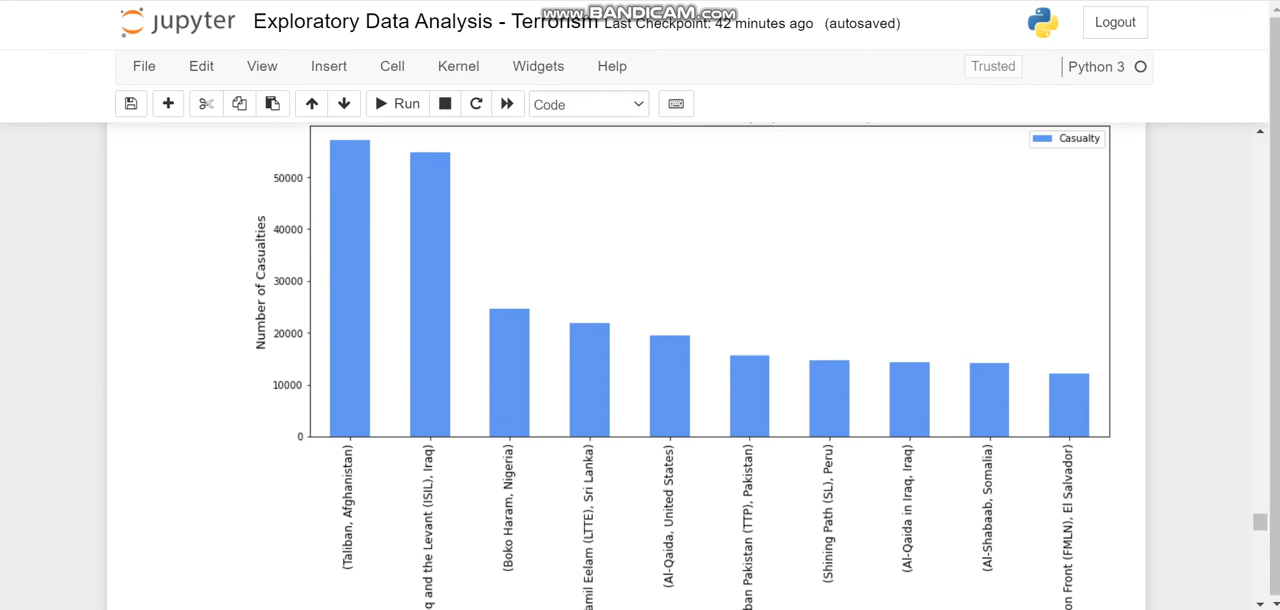 www.BANDICAM.com
jupyter Exploratory Data Analysis - Terrorism Last Checkpoint: 42 minutes ago (autosaved)
Logout
File Edit View Insert Cell Kernel Widgets Help
Trusted
Python 3
Run
Code
Casualty
Number of Casualties
50000
40000
30000
20000
10000
0
(Taliban, Afghanistan)
q and the Levant (ISIL), Iraq)
(Boko Haram, Nigeria)
amil Eelam (LTTE), Sri Lanka)
(Al-Qaida, United States)
ban Pakistan (TTP), Pakistan)
(Shining Path (SL), Peru)
(Al-Qaida in Iraq, Iraq)
(Al-Shabaab, Somalia)
on Front (FMLN), El Salvador)